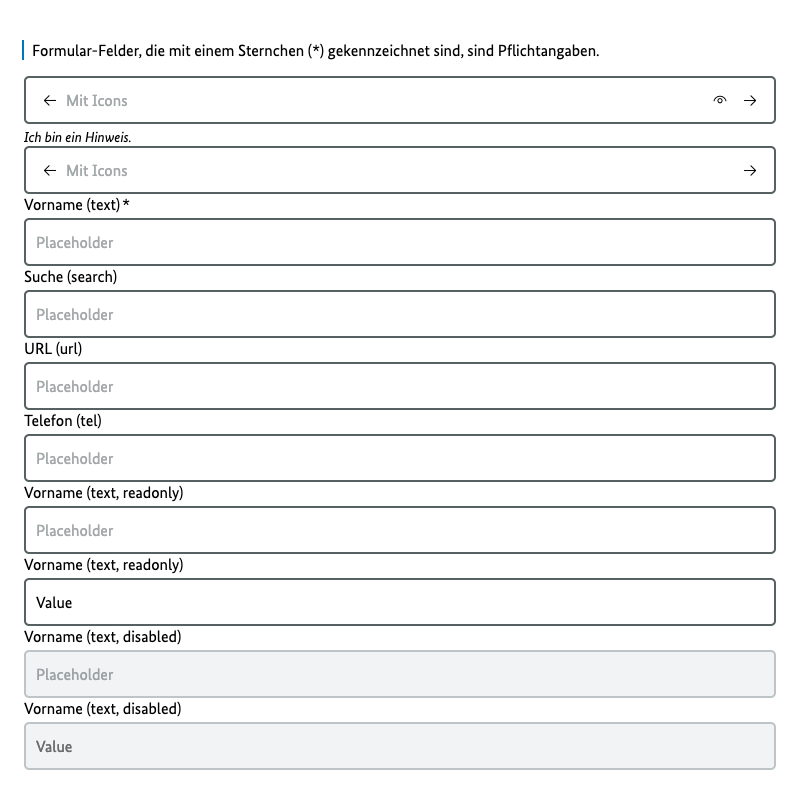 Formular-Felder, die mit einem Sternchen (*) gekennzeichnet sind, sind Pflichtangaben.
Mit Icons
Ich bin ein Hinweis.
Mit Icons
Vorname (text)*
Placeholder
Suche (search)
Placeholder
URL (url)
Placeholder
Telefon (tel)
Placeholder
Vorname (text, readonly)
Placeholder
Vorname (text, readonly)
Value
Vorname (text, disabled)
Placeholder
Vorname (text, disabled)
Value